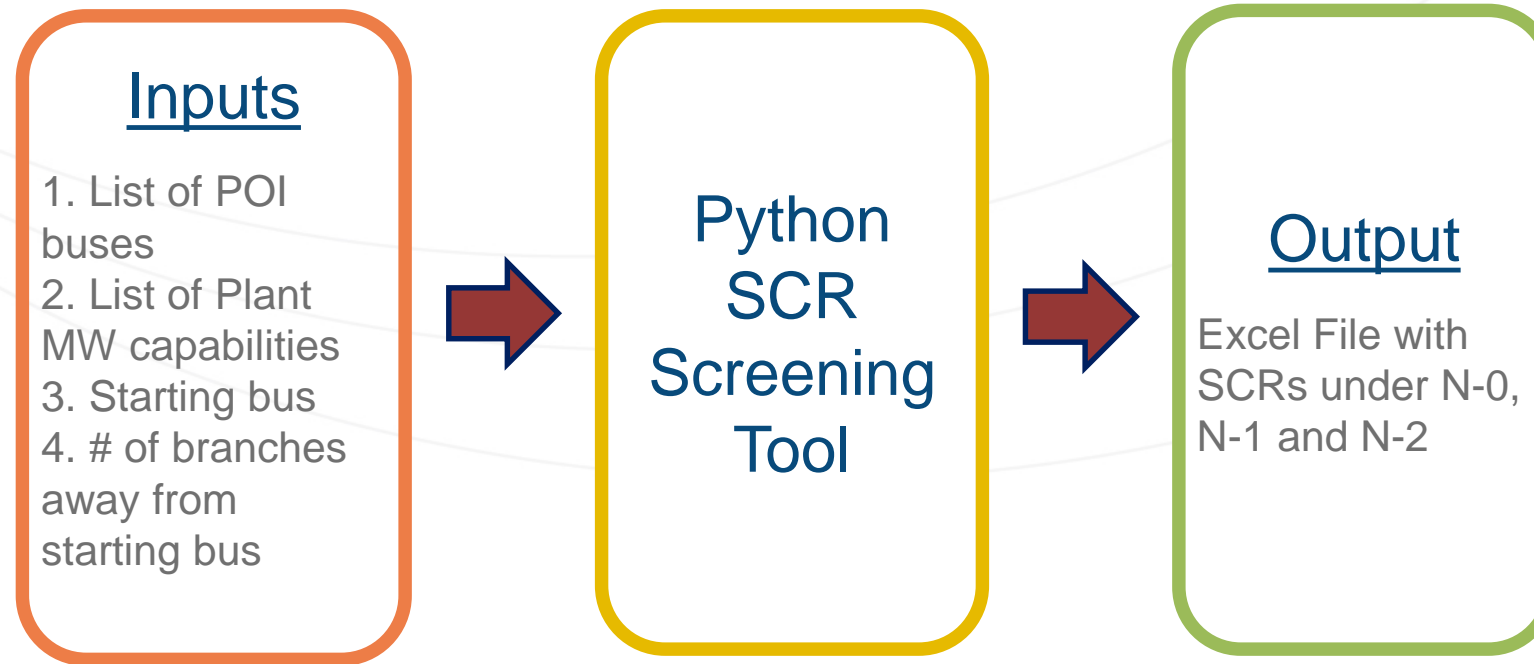 Inputs
1. List of POI
buses
2. List of Plant
MW capabilities
3. Starting bus
4. # of branches
away from
starting bus
Python
SCR
Screening
Tool
Output
Excel File with
SCRs under N-0,
N-1 and N-2